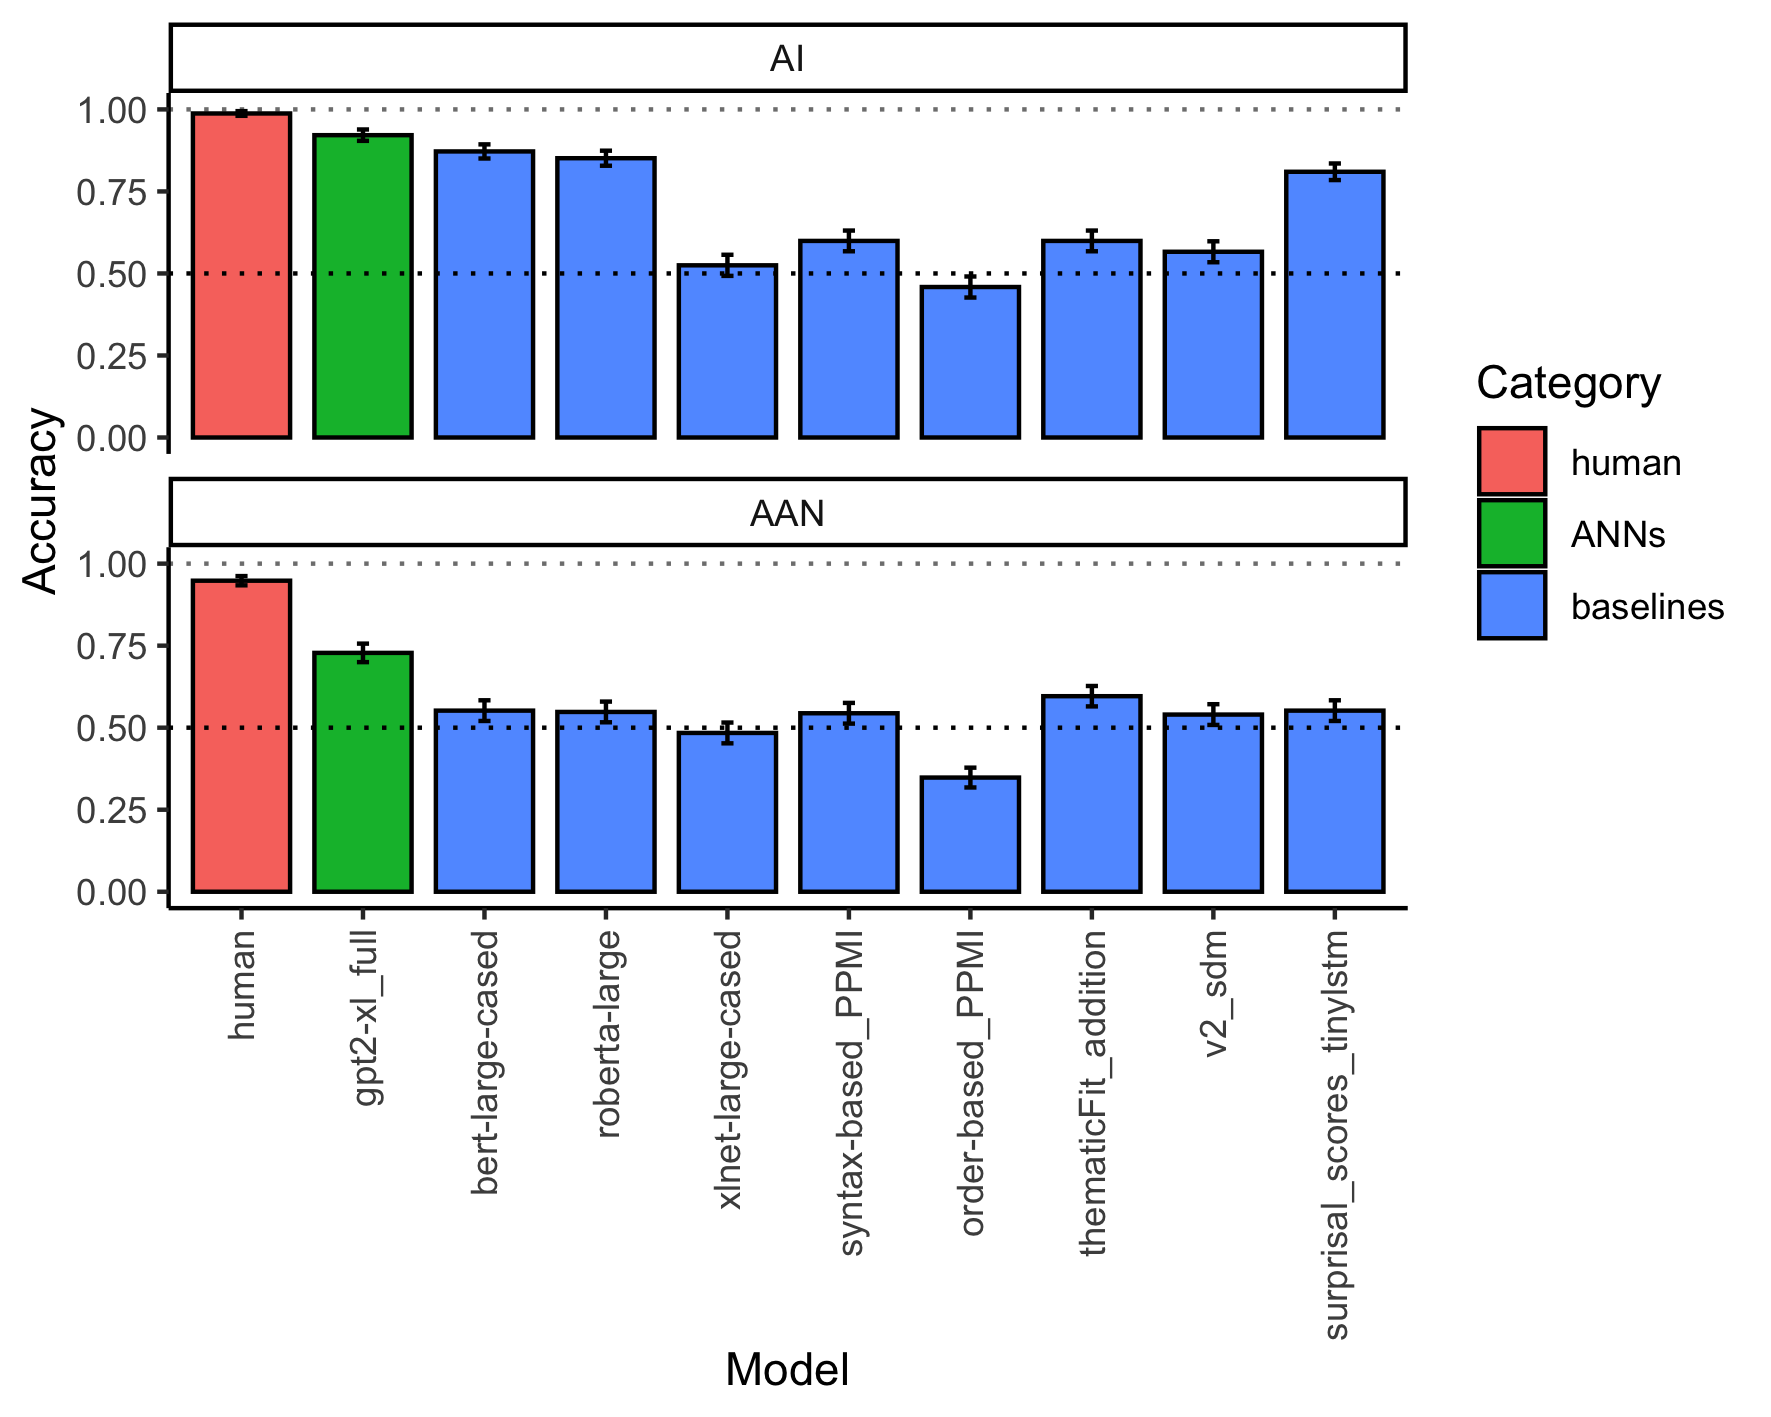 AI
1.00
0.75
0.50
0.25
0.00
AAN
1.00
0.75
0.50
0.25
0.00
Accuracy
human
gpt2-xl_full
bert-large-cased
roberta-large
xlnet-large-cased
syntax-based_PPMI
order-based_PPMI
thematicFit_addition
v2_sdm
surprisal_scores_tinylstm
Model
Category
human
ANNs
baselines